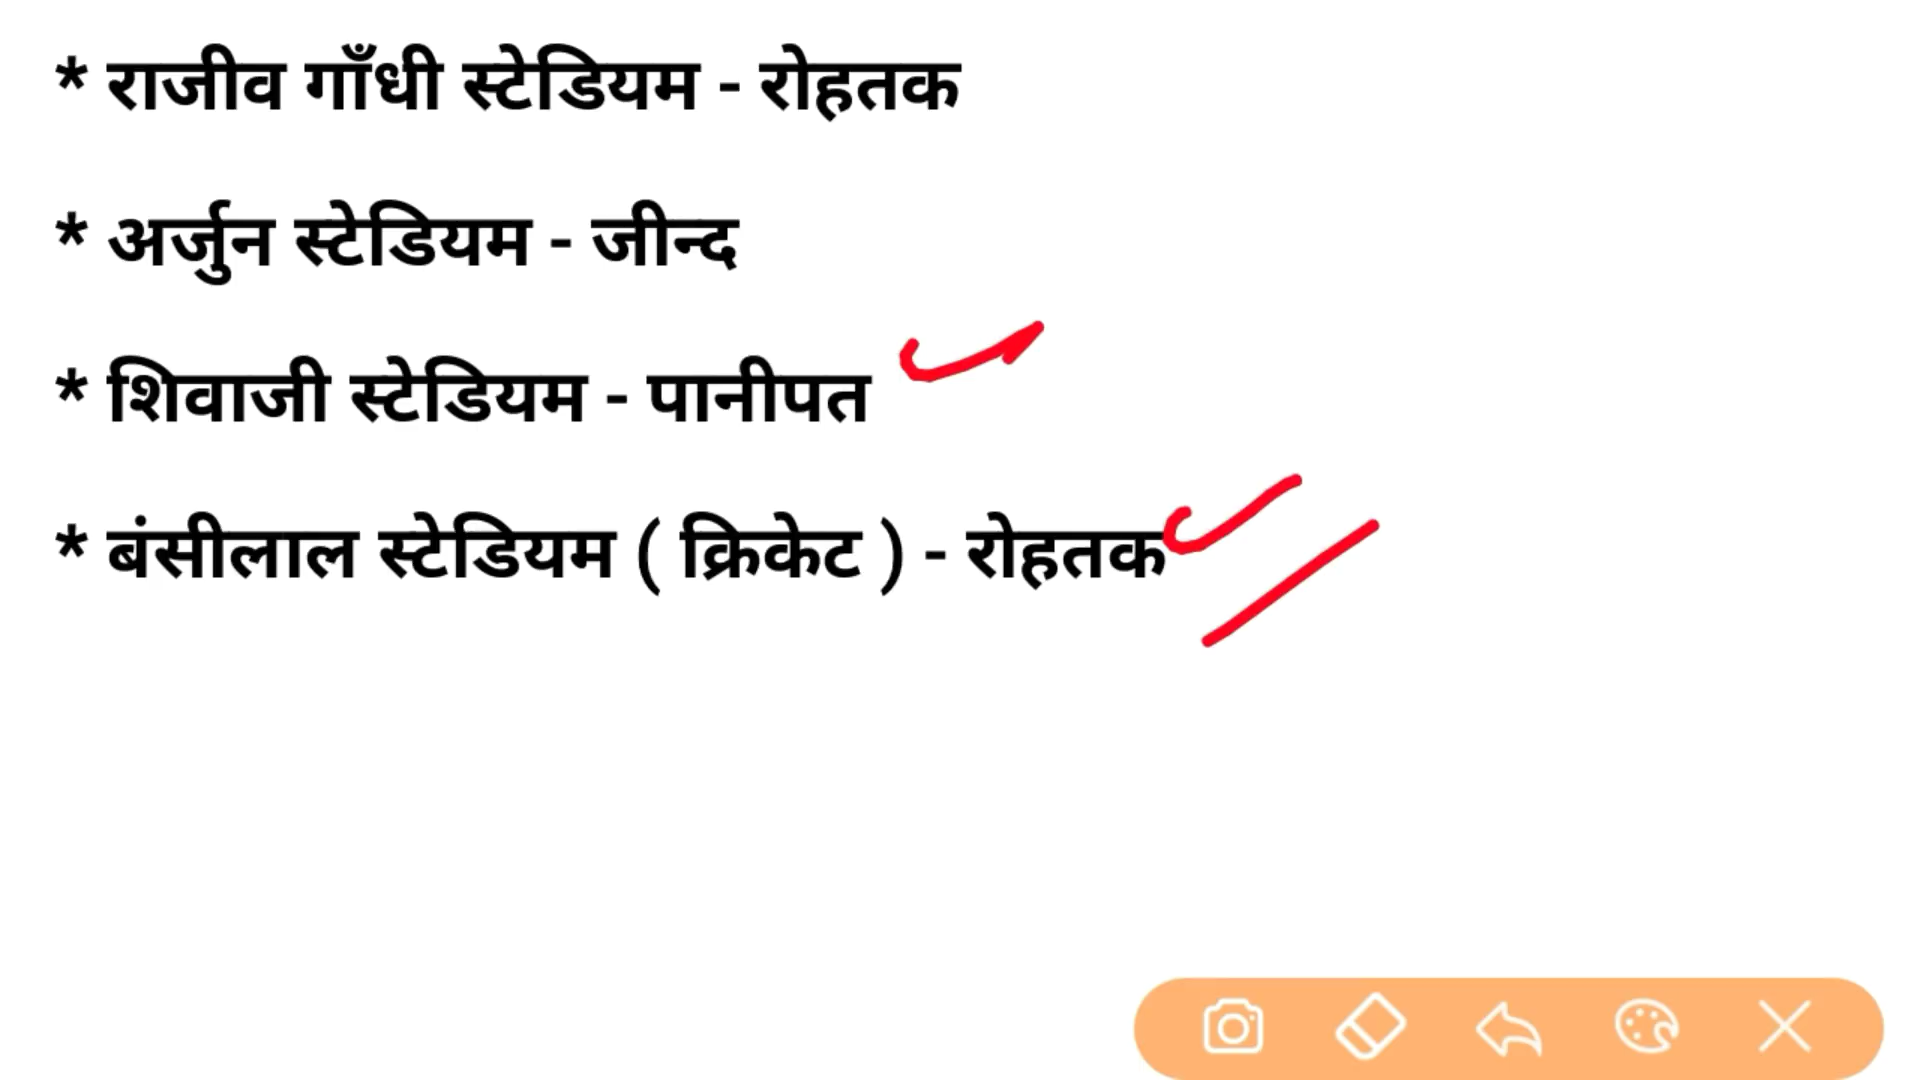 * राजीव गाँधी स्टेडियम - रोहतक
* अर्जुन स्टेडियम - जीन्द
* शिवाजी स्टेडियम - पानीपत
* बंसीलाल स्टेडियम ( क्रिकेट ) - रोहतक